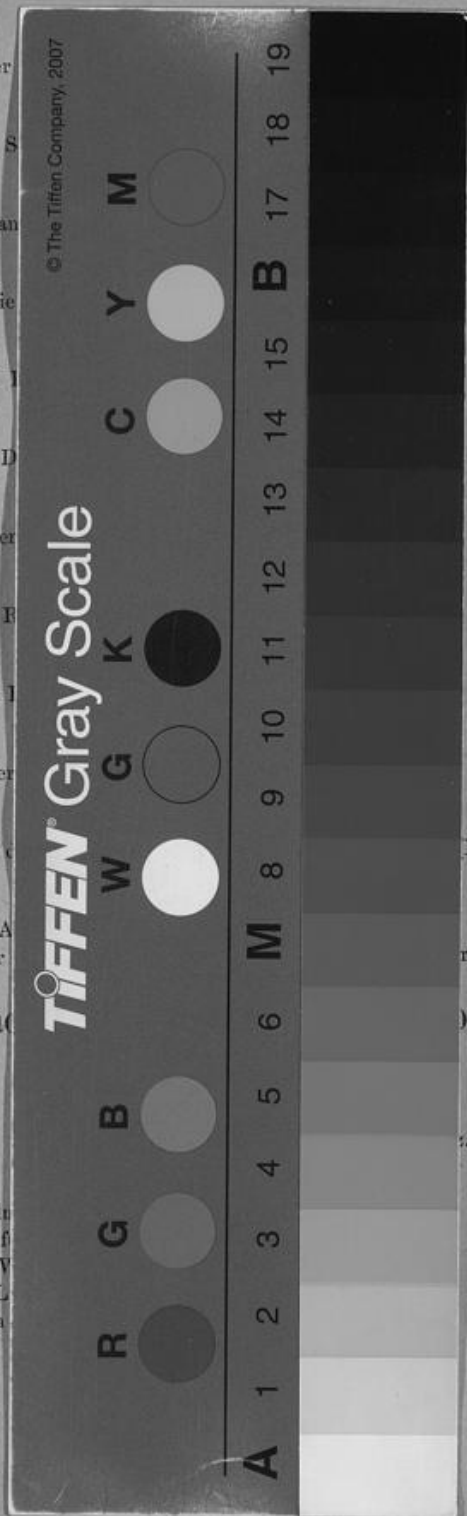 © The Tiffen Company, 2007
TIFFEN® Gray Scale
R G B W G K C Y M
A 1 2 3 4 5 6 M 8 9 10 11 12 13 14 15 B 17 18 19